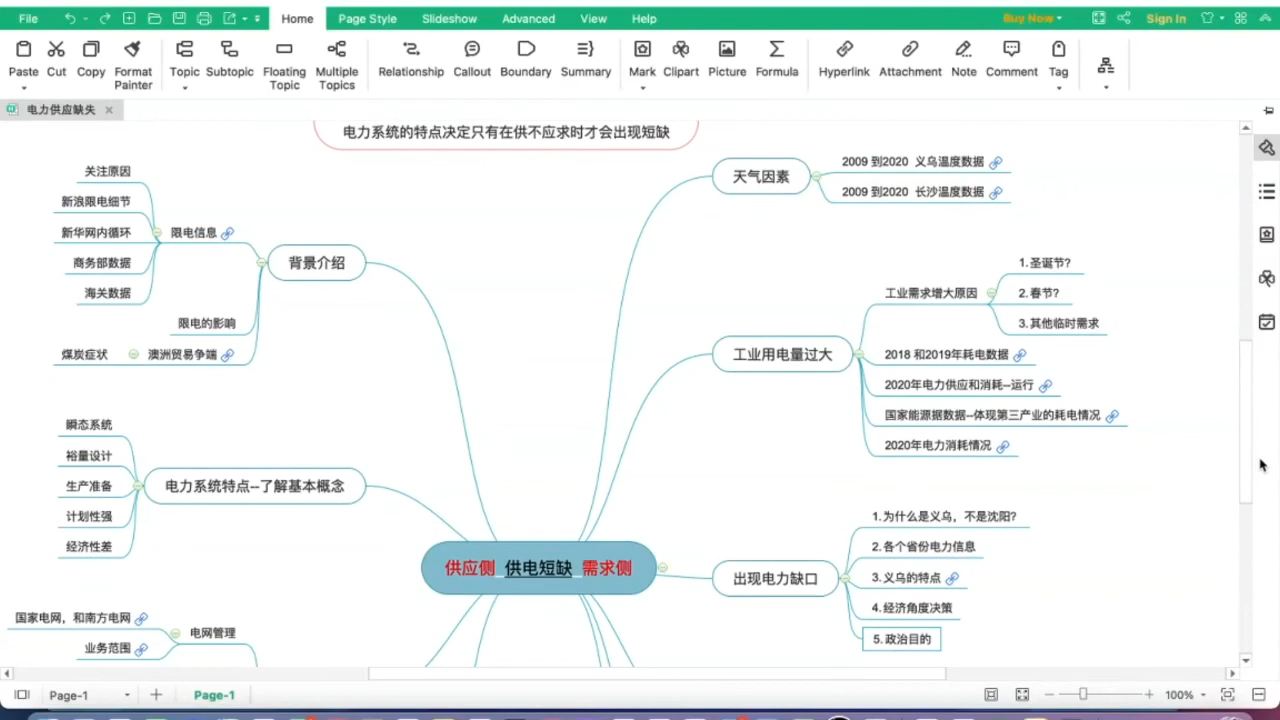 File
Home
Page Style
Slideshow
Advanced
View
Help
Buy Now
Sign In
Paste
Cut
Copy
Format Painter
Topic
Subtopic
Floating Topic
Multiple Topics
Relationship
Callout
Boundary
Summary
Mark
Clipart
Picture
Formula
Hyperlink
Attachment
Note
Comment
Tag
电力供应缺失
电力系统的特点决定只有在供不应求时才会出现短缺
关注原因
新浪限电细节
新华网内循环
商务部数据
海关数据
限电信息
限电的影响
煤炭症状
澳洲贸易争端
背景介绍
瞬态系统
裕量设计
生产准备
计划性强
经济性差
电力系统特点--了解基本概念
供应侧_供电短缺_需求侧
国家电网，和南方电网
业务范围
电网管理
天气因素
2009 到2020 义乌温度数据
2009 到2020 长沙温度数据
工业用电量过大
工业需求增大原因
1.圣诞节?
2.春节?
3.其他临时需求
2018 和2019年耗电数据
2020年电力供应和消耗--运行
国家能源据数据--体现第三产业的耗电情况
2020年电力消耗情况
出现电力缺口
1.为什么是义乌，不是沈阳?
2.各个省份电力信息
3.义乌的特点
4.经济角度决策
5.政治目的
Page-1
Page-1
100%